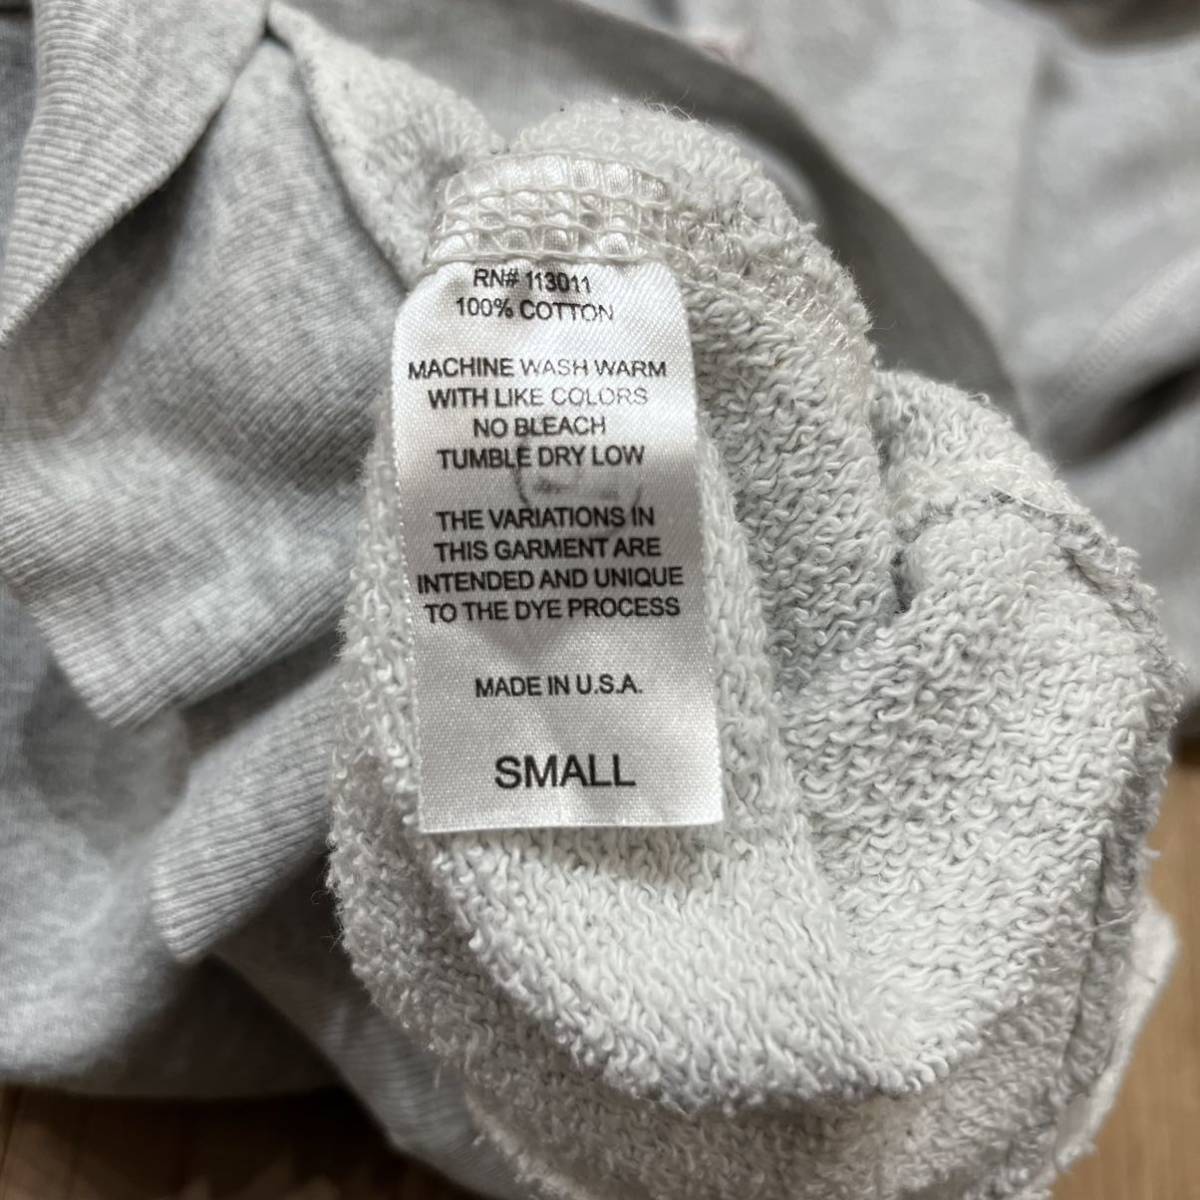 RN# 113011
100% COTTON
MACHINE WASH WARM
WITH LIKE COLORS
NO BLEACH
TUMBLE DRY LOW
THE VARIATIONS IN
THIS GARMENT ARE
INTENDED AND UNIQUE
TO THE DYE PROCESS
MADE IN U.S.A.
SMALL